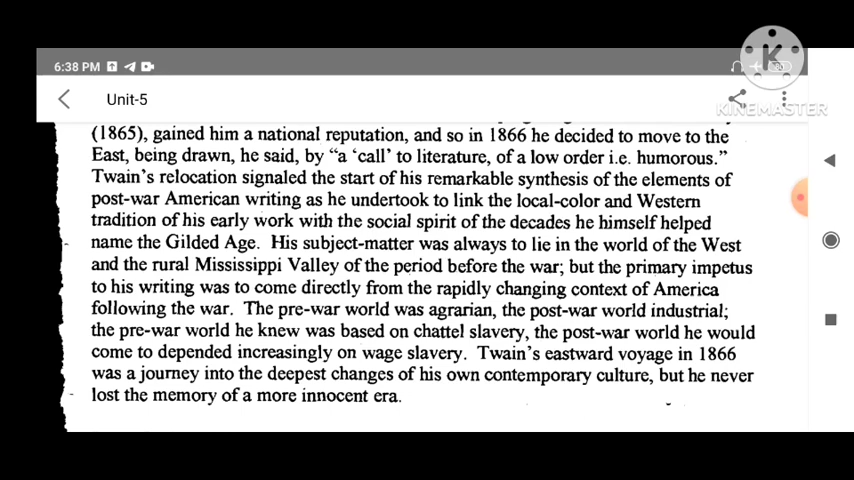 6:38 PM
80
K
KINEMASTER
Unit-5
(1865), gained him a national reputation, and so in 1866 he decided to move to the
East, being drawn, he said, by “a ‘call’ to literature, of a low order i.e. humorous.”
Twain’s relocation signaled the start of his remarkable synthesis of the elements of
post-war American writing as he undertook to link the local-color and Western
tradition of his early work with the social spirit of the decades he himself helped
name the Gilded Age. His subject-matter was always to lie in the world of the West
and the rural Mississippi Valley of the period before the war; but the primary impetus
to his writing was to come directly from the rapidly changing context of America
following the war. The pre-war world was agrarian, the post-war world industrial;
the pre-war world he knew was based on chattel slavery, the post-war world he would
come to depended increasingly on wage slavery. Twain’s eastward voyage in 1866
was a journey into the deepest changes of his own contemporary culture, but he never
lost the memory of a more innocent era.